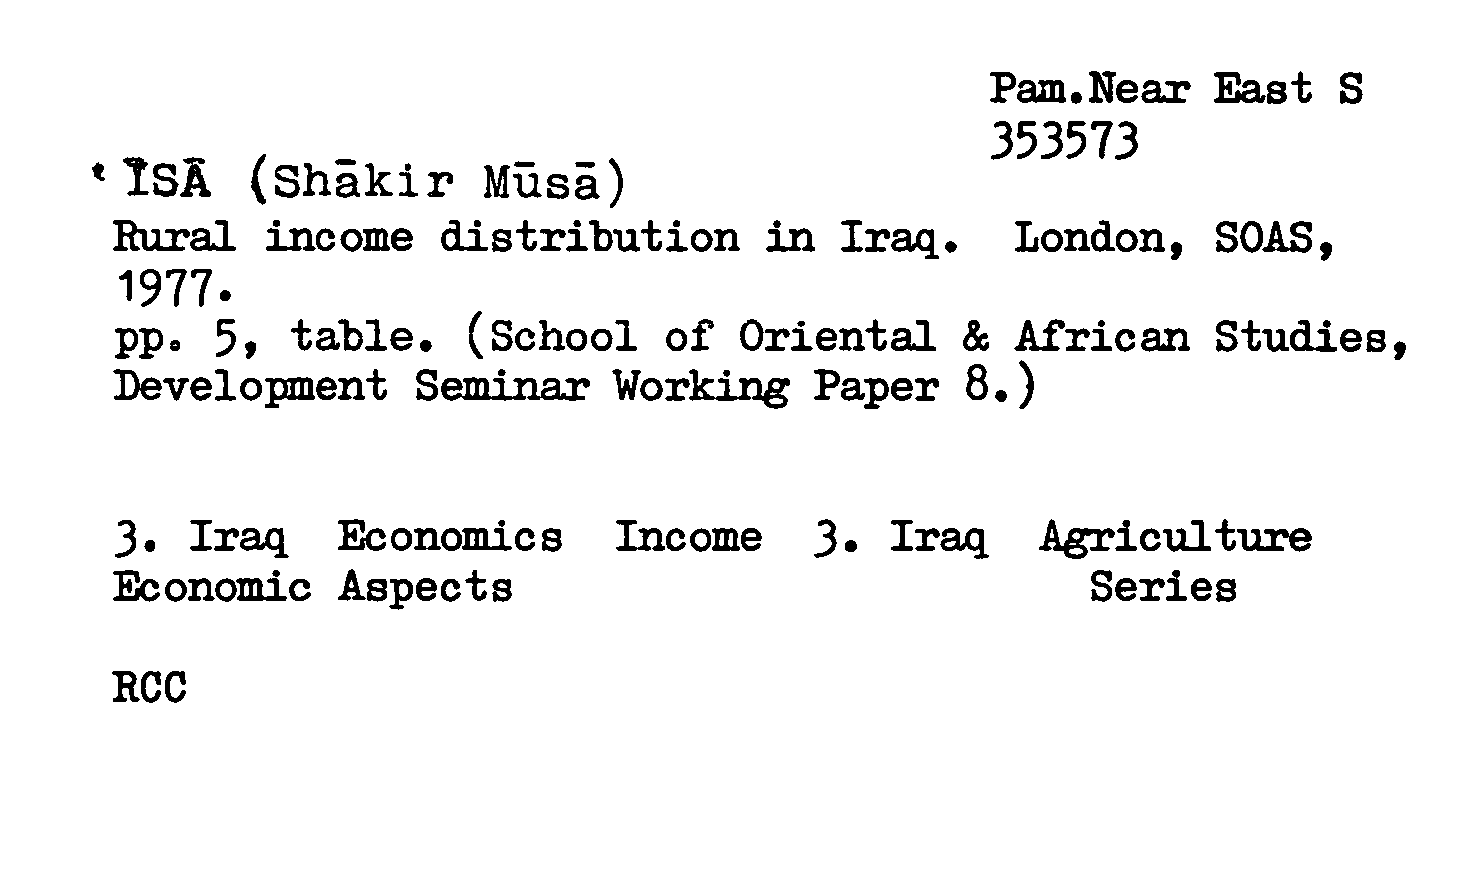 Pam.Near East S
353573
‘ĪSĀ (Shākir Mūsā)
Rural income distribution in Iraq. London, SOAS,
1977.
pp. 5, table. (School of Oriental & African Studies,
Development Seminar Working Paper 8.)
3. Iraq Economics Income 3. Iraq Agriculture
Economic Aspects Series
RCC